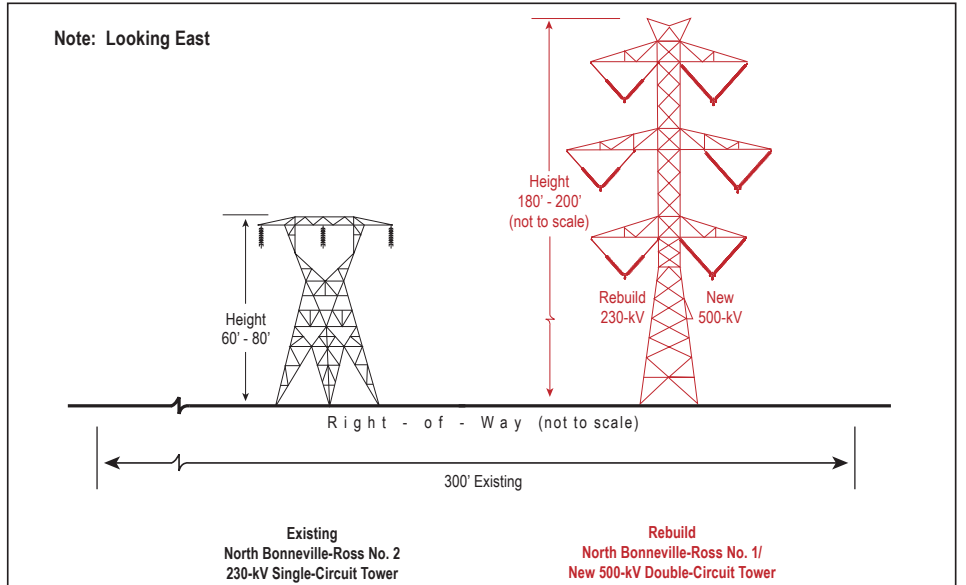 Note: Looking East
Height
180' - 200'
(not to scale)
Height
60' - 80'
Rebuild
230-kV
New
500-kV
Right - of - Way (not to scale)
300' Existing
Existing
North Bonneville-Ross No. 2
230-kV Single-Circuit Tower
Rebuild
North Bonneville-Ross No. 1/
New 500-kV Double-Circuit Tower